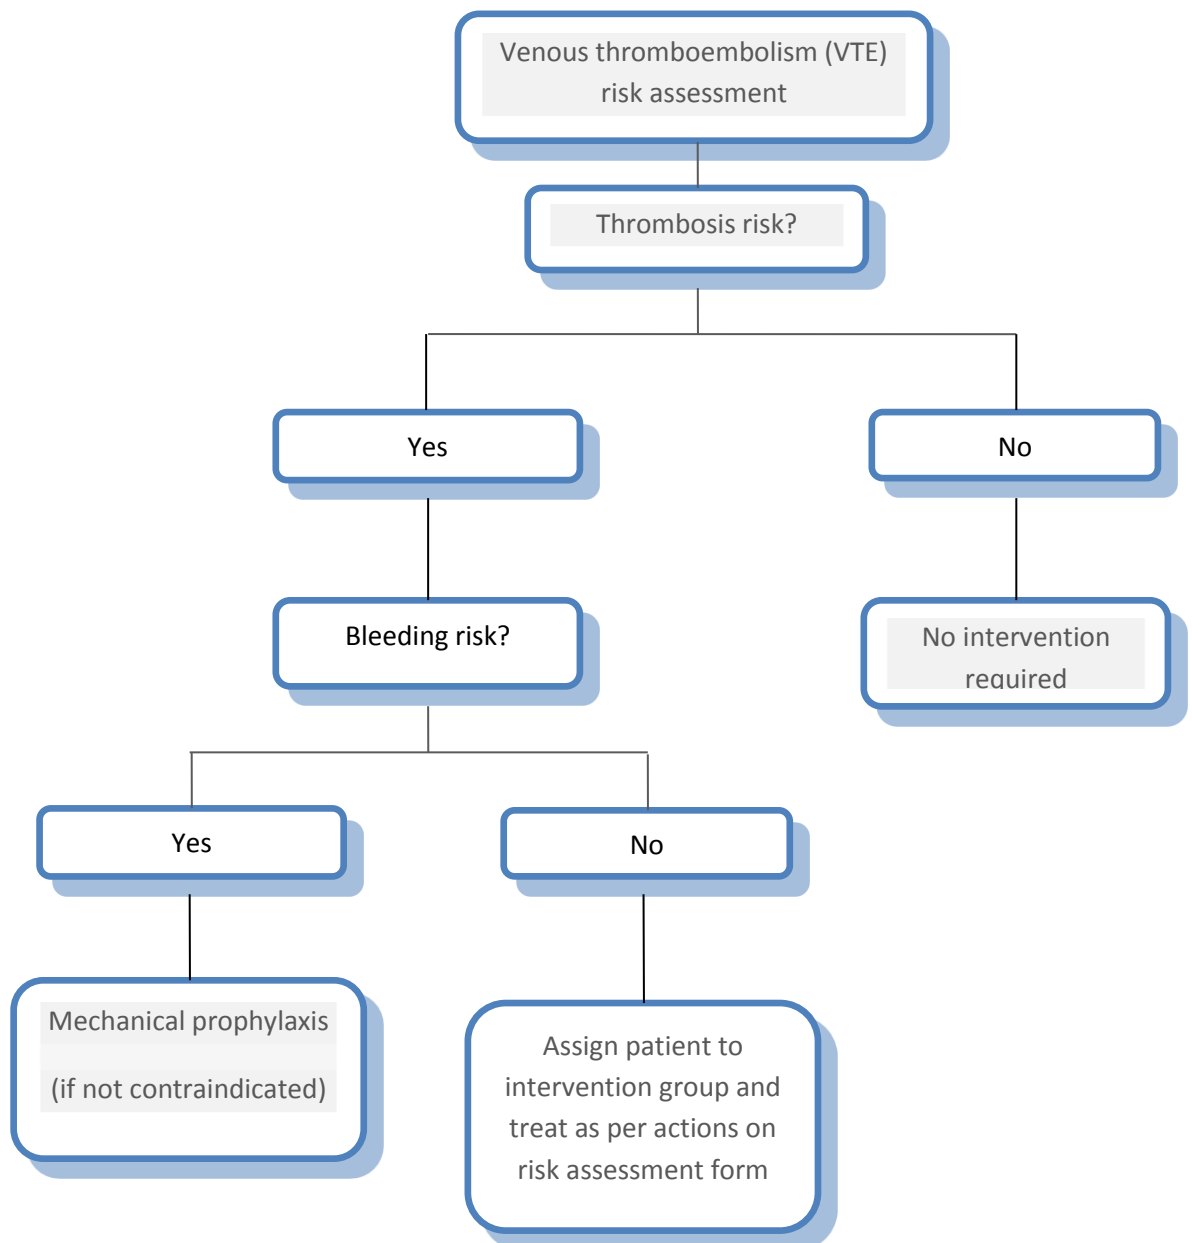 Venous thromboembolism (VTE)
risk assessment
Thrombosis risk?
Yes
No
Bleeding risk?
No intervention
required
Yes
No
Mechanical prophylaxis
(if not contraindicated)
Assign patient to
intervention group and
treat as per actions on
risk assessment form